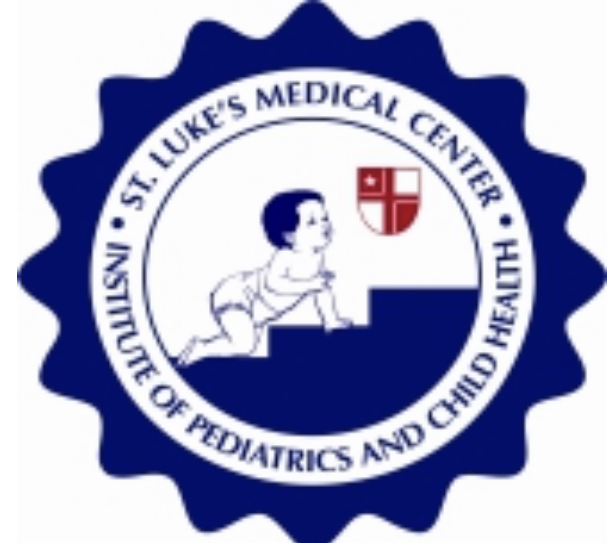 ST. LUKE'S MEDICAL CENTER
INSTITUTE OF PEDIATRICS AND CHILD HEALTH